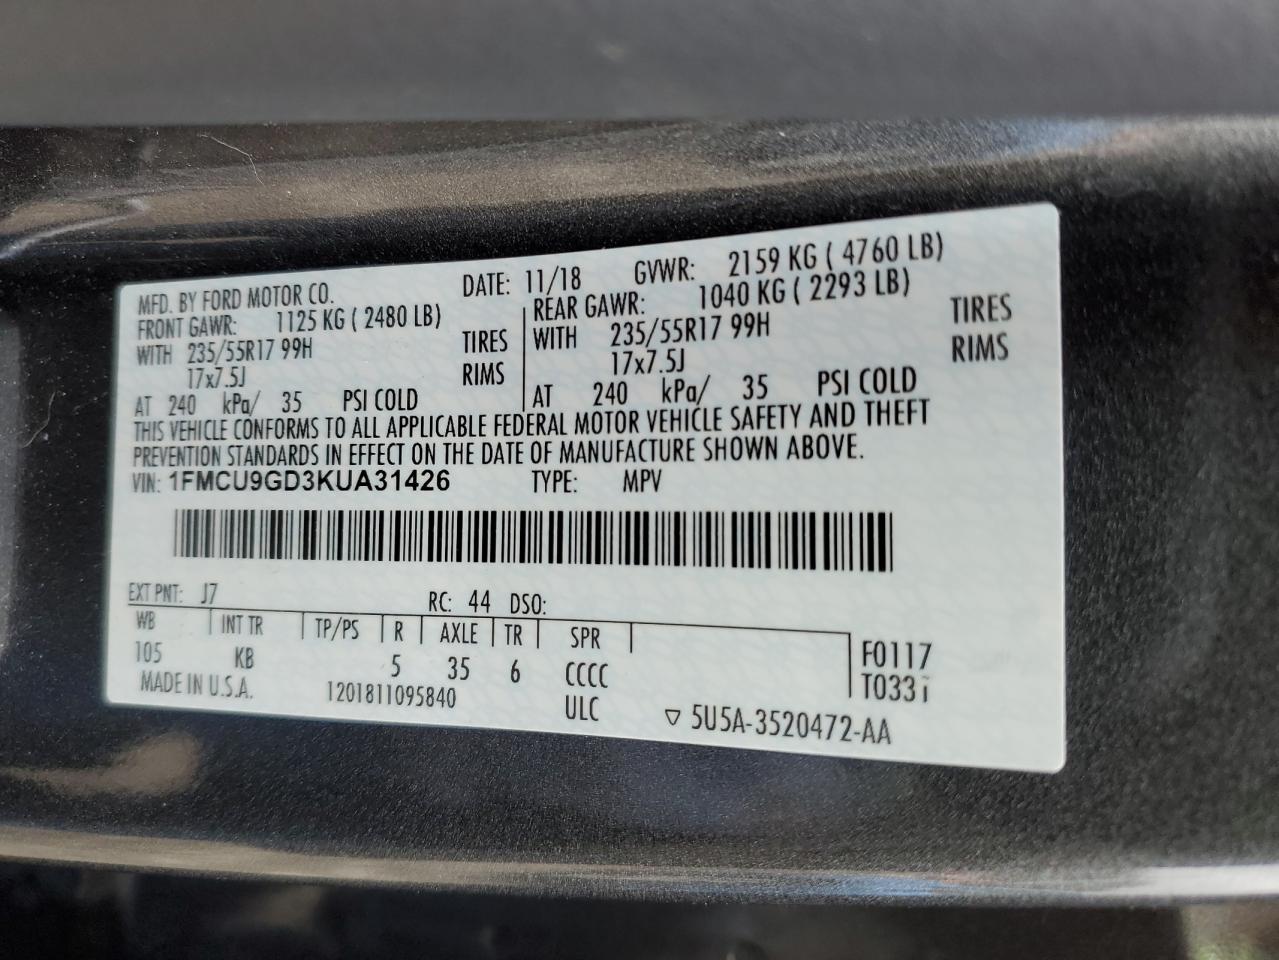 MFD. BY FORD MOTOR CO. DATE: 11/18 GVWR: 2159 KG ( 4760 LB)
FRONT GAWR: 1125 KG ( 2480 LB) REAR GAWR: 1040 KG ( 2293 LB)
WITH 235/55R17 99H TIRES WITH 235/55R17 99H TIRES
17x7.5J RIMS 17x7.5J RIMS
AT 240 kPa/ 35 PSI COLD AT 240 kPa/ 35 PSI COLD
THIS VEHICLE CONFORMS TO ALL APPLICABLE FEDERAL MOTOR VEHICLE SAFETY AND THEFT
PREVENTION STANDARDS IN EFFECT ON THE DATE OF MANUFACTURE SHOWN ABOVE.
VIN: 1FMCU9GD3KUA31426 TYPE: MPV
EXT PNT: J7 RC: 44 DSO:
WB INT TR TP/PS R AXLE TR SPR
105 KB 5 35 6 CCCC F0117
MADE IN U.S.A. 1201811095840 ULC ▽ 5U5A-3520472-AA